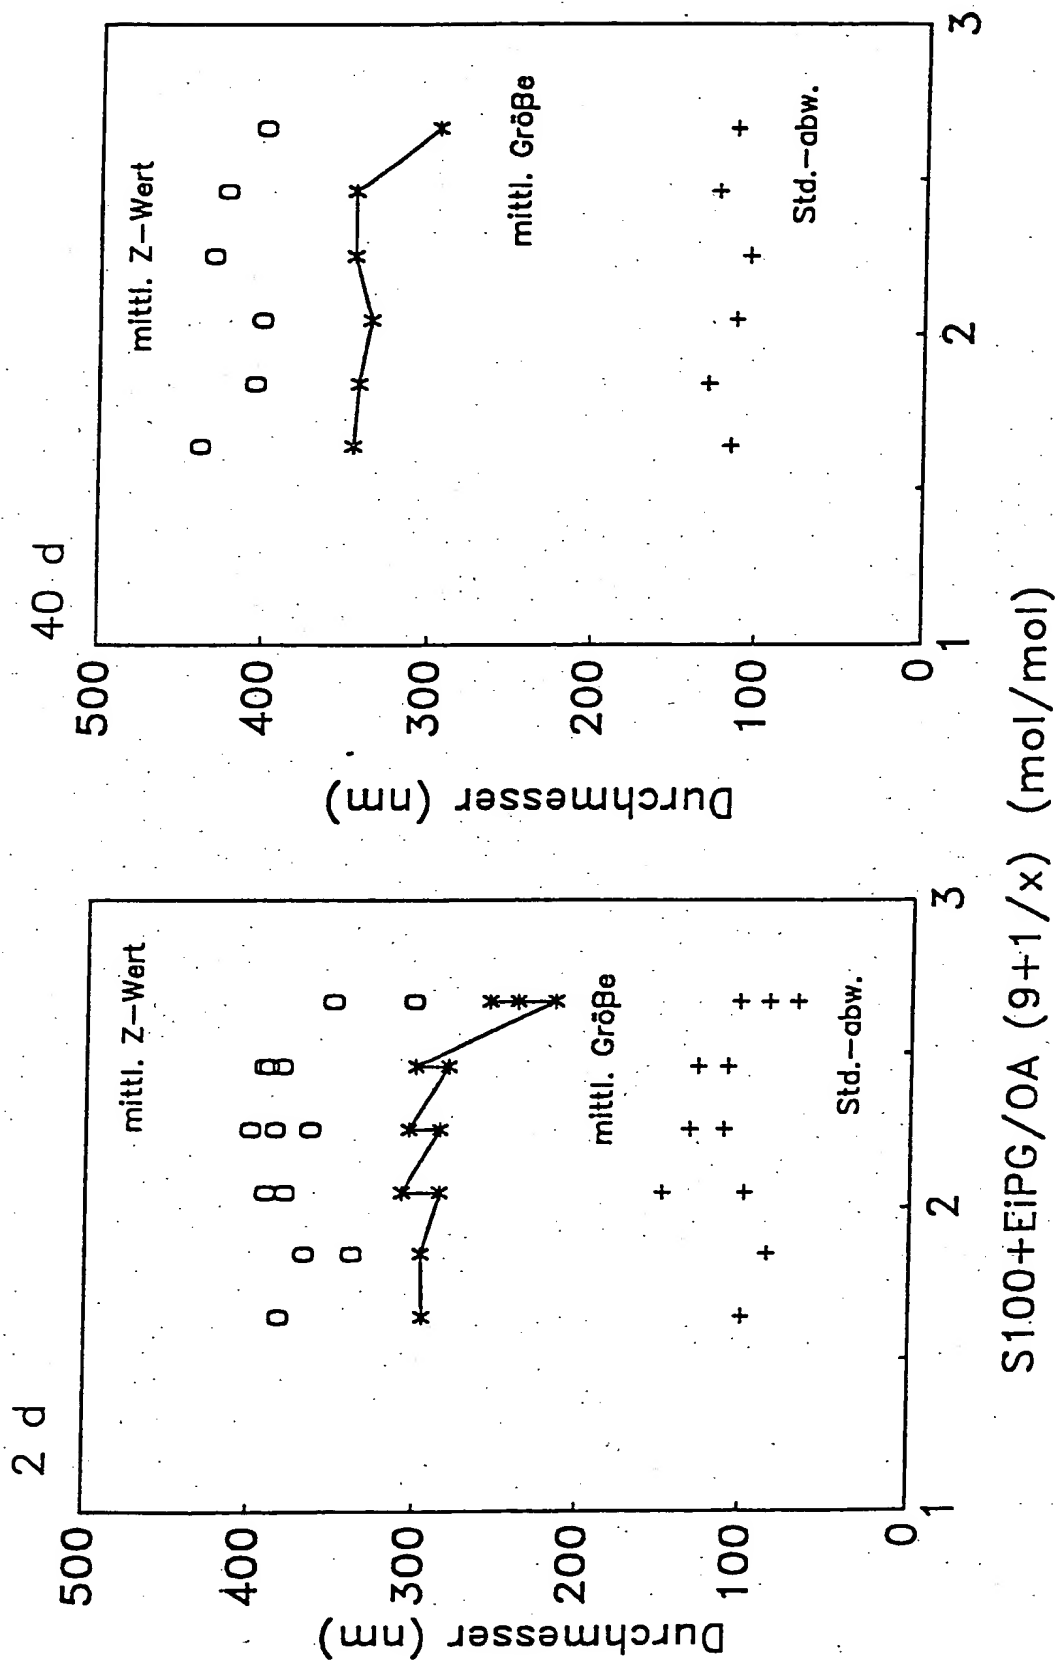 2 d
500
400
300
200
100
0
Durchmesser (nm)
mittl. Z-Wert
mittl. Größe
Std.-abw.
1
2
3
40 d
500
400
300
200
100
0
Durchmesser (nm)
mittl. Z-Wert
mittl. Größe
Std.-abw.
1
2
3
S100+EiPG/OA (9+1/x) (mol/mol)